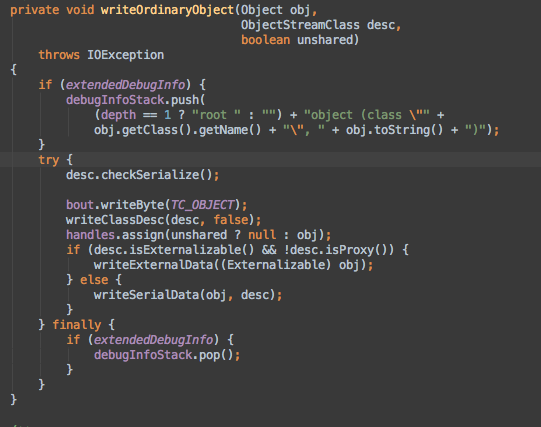 private void writeOrdinaryObject(Object obj,
                                 ObjectStreamClass desc,
                                 boolean unshared)
    throws IOException
{
    if (extendedDebugInfo) {
        debugInfoStack.push(
            (depth == 1 ? "root " : "") + "object (class \"" +
            obj.getClass().getName() + "\", " + obj.toString() + ")");
    }
    try {
        desc.checkSerialize();

        bout.writeByte(TC_OBJECT);
        writeClassDesc(desc, false);
        handles.assign(unshared ? null : obj);
        if (desc.isExternalizable() && !desc.isProxy()) {
            writeExternalData((Externalizable) obj);
        } else {
            writeSerialData(obj, desc);
        }
    } finally {
        if (extendedDebugInfo) {
            debugInfoStack.pop();
        }
    }
}